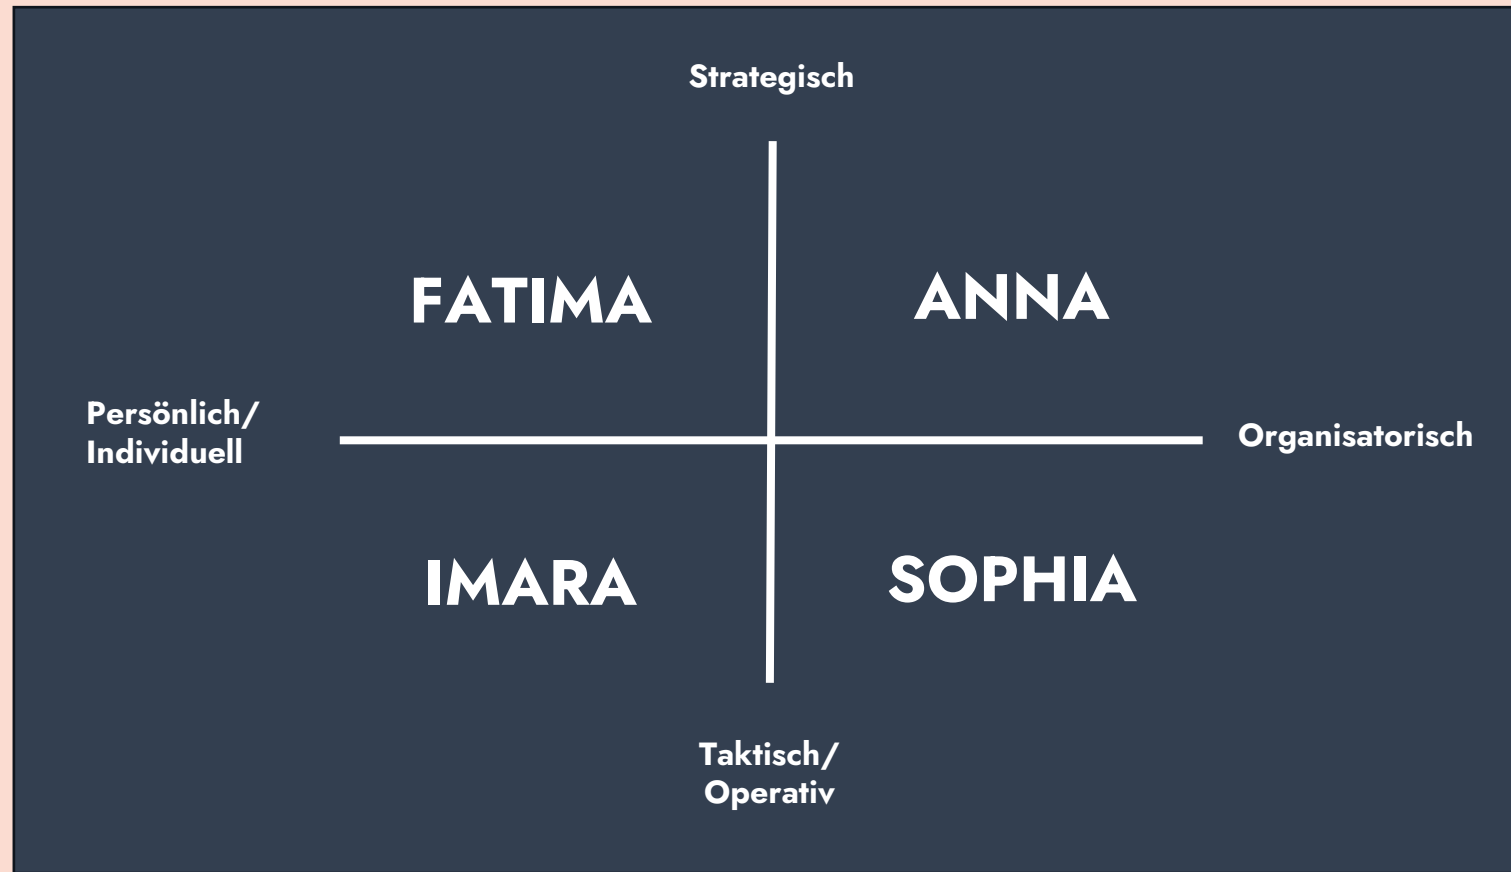 Strategisch
FATIMA
ANNA
Persönlich/
Individuell
Organisatorisch
IMARA
SOPHIA
Taktisch/
Operativ